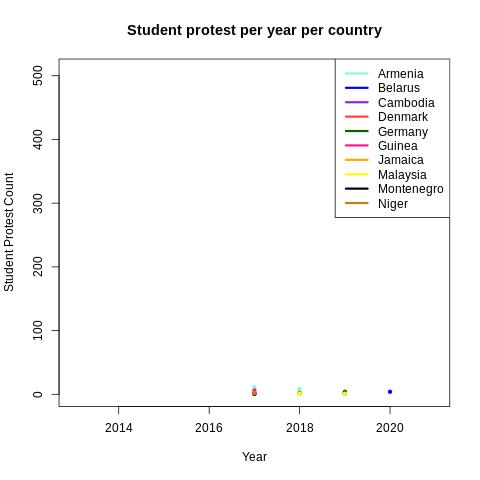 Student protest per year per country
Student Protest Count
500
400
300
200
100
0
Armenia
Belarus
Cambodia
Denmark
Germany
Guinea
Jamaica
Malaysia
Montenegro
Niger
2014 2016 2018 2020
Year